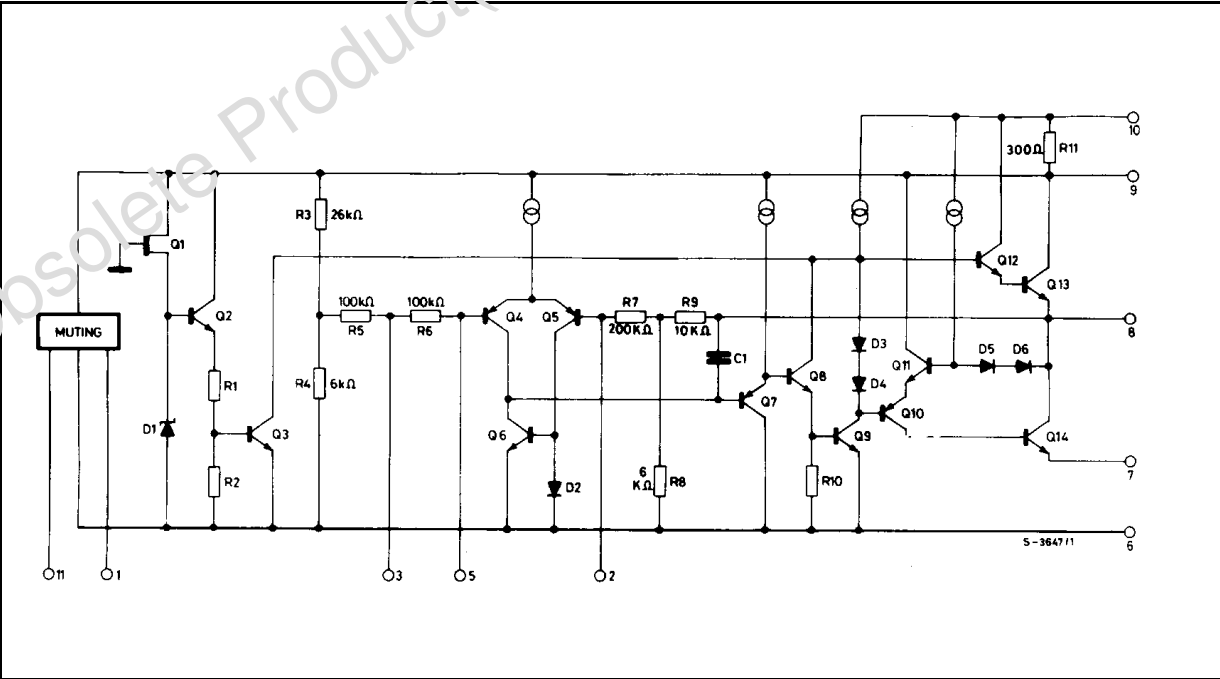 Obsolete Product(
10
300Ω R11
9
R3 26kΩ
Q1
Q12
Q13
MUTING
Q2
100kΩ
R5
100kΩ
R6
Q4
Q5
R7
200KΩ
R9
10KΩ
8
C1
D3
D5 D6
Q11
R1
R4 6kΩ
D4
Q8
Q7
Q10
D1
Q3
Q6
Q9
Q14
7
R2
D2
6
KΩ R8
R10
S-3647/1
6
11
1
3
5
2